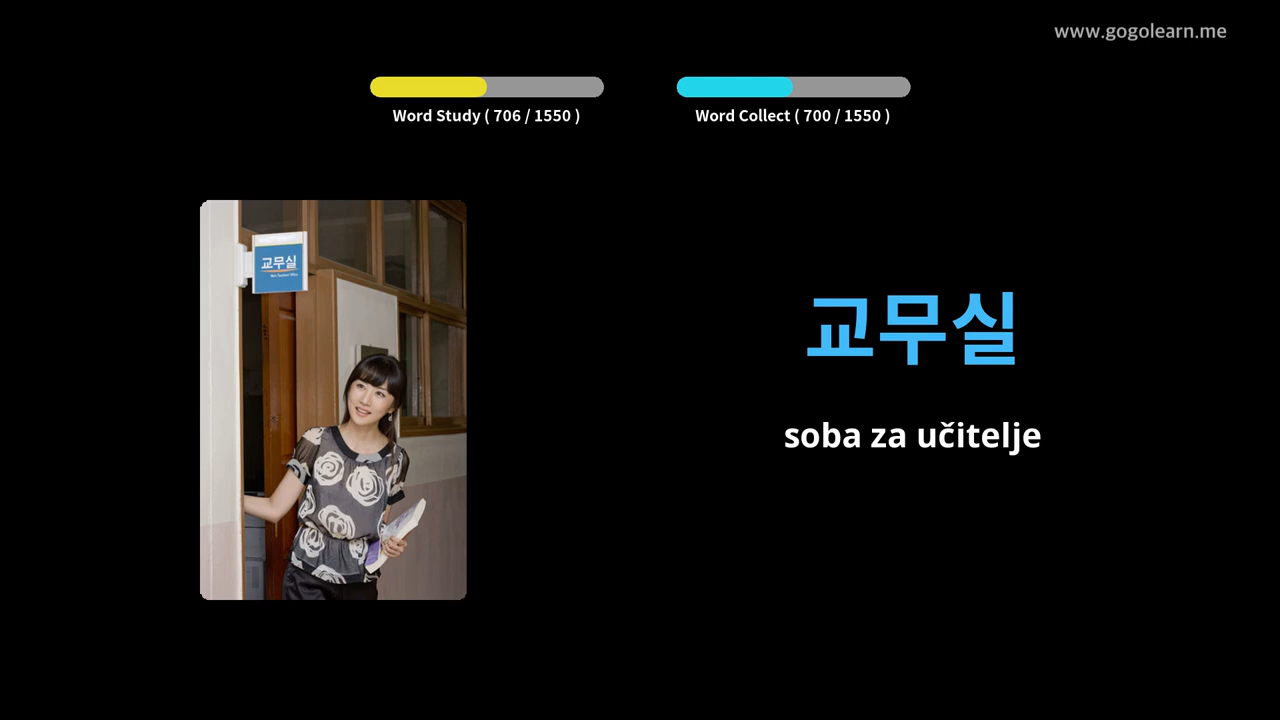 www.gogolearn.me
Word Study ( 706 / 1550 )
Word Collect ( 700 / 1550 )
교무실
교무실
soba za učitelje